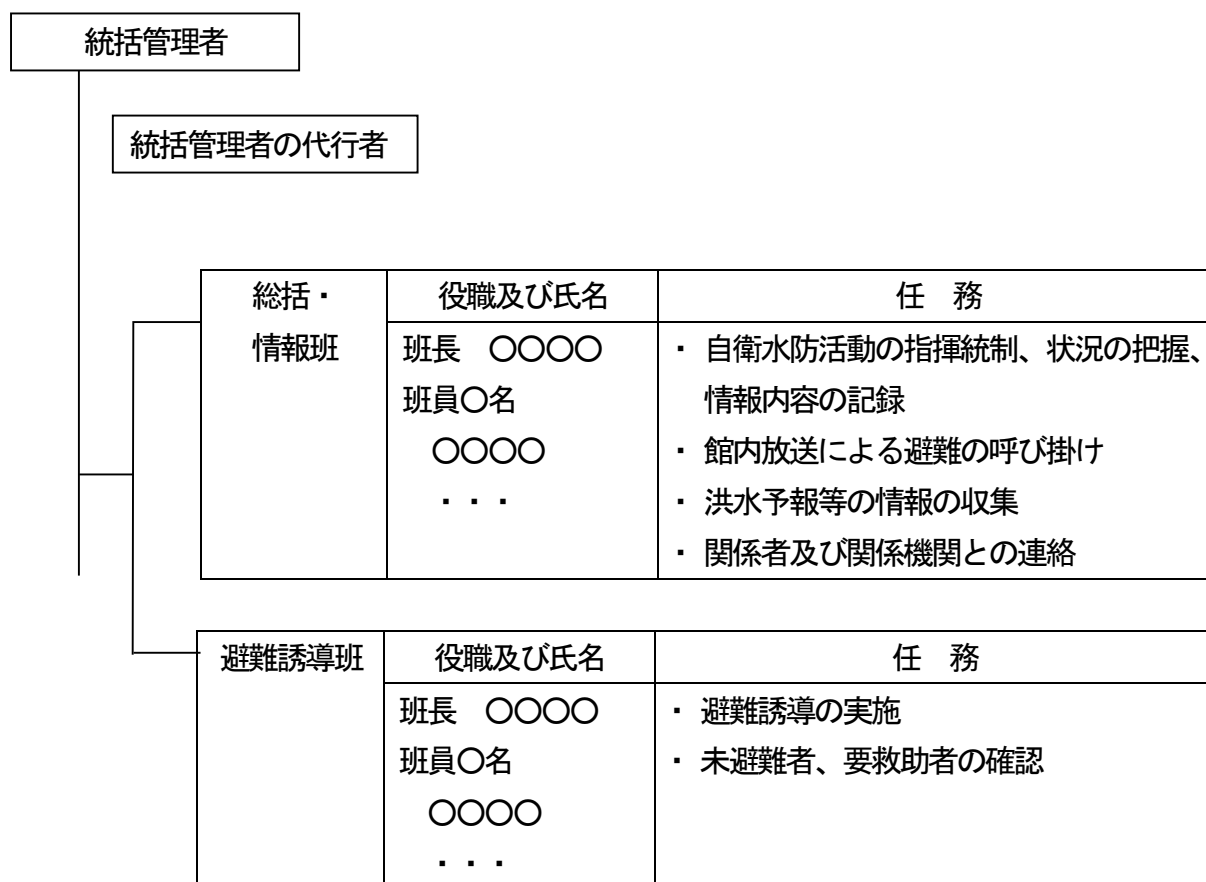 統括管理者
統括管理者の代行者
総括・
情報班
役職及び氏名
任　務
班長　〇〇〇〇
班員〇名
〇〇〇〇
・・・
・ 自衛水防活動の指揮統制、状況の把握、
情報内容の記録
・ 館内放送による避難の呼び掛け
・ 洪水予報等の情報の収集
・ 関係者及び関係機関との連絡
避難誘導班
役職及び氏名
任　務
班長　〇〇〇〇
班員〇名
〇〇〇〇
・・・
・ 避難誘導の実施
・ 未避難者、要救助者の確認